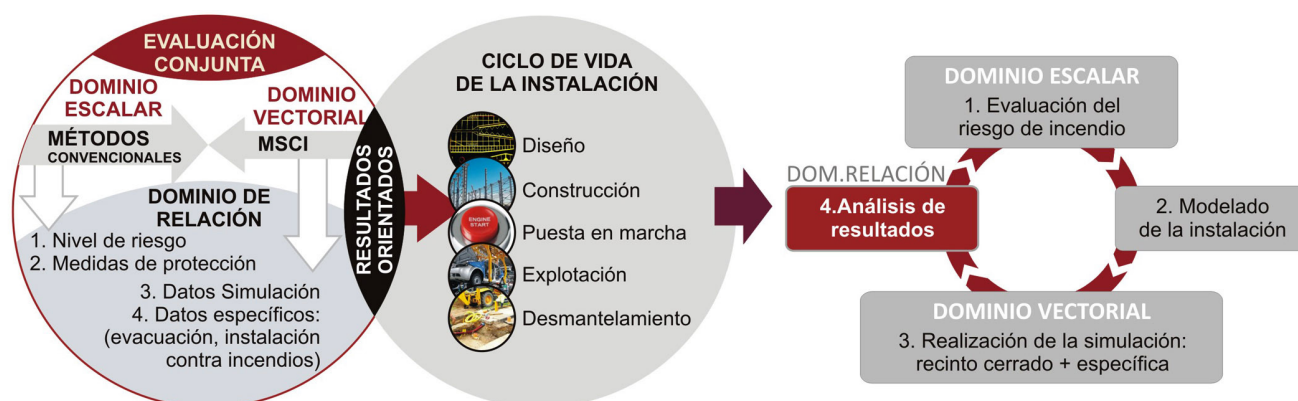 EVALUACIÓN
CONJUNTA
DOMINIO
ESCALAR
DOMINIO
VECTORIAL
MÉTODOS
CONVENCIONALES
MSCI
DOMINIO DE
RELACIÓN
1. Nivel de riesgo
2. Medidas de protección
3. Datos Simulación
4. Datos específicos:
(evacuación, instalación
contra incendios)
RESULTADOS
ORIENTADOS
CICLO DE VIDA
DE LA INSTALACIÓN
Diseño
Construcción
ENGINE
START
Puesta en marcha
Explotación
Desmantelamiento
DOMINIO ESCALAR
1. Evaluación del
riesgo de incendio
DOM.RELACIÓN
4.Análisis de
resultados
2. Modelado
de la instalación
DOMINIO VECTORIAL
3. Realización de la simulación:
recinto cerrado + específica